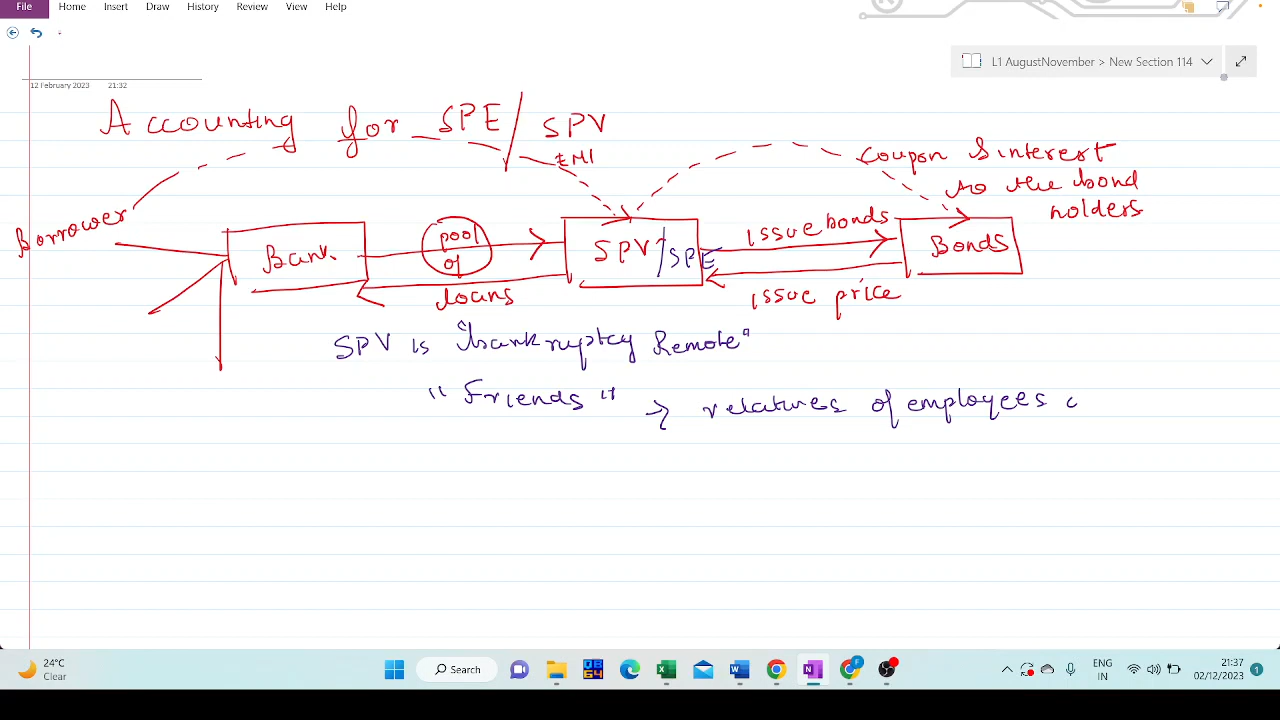 File Home Insert Draw History Review View Help
L1 AugustNovember > New Section 114
12 February 2023 21:32
Accounting for SPE/ SPV
EMI
coupon & interest
to the bond
holders
Borrower
Bank
pool
of
loans
SPV/SPE
issue bonds
issue price
Bonds
SPV is "bankruptcy Remote"
"Friends" → relatives of employees
24°C
Clear
Search
ENG
IN
21:37
02/12/2023
1